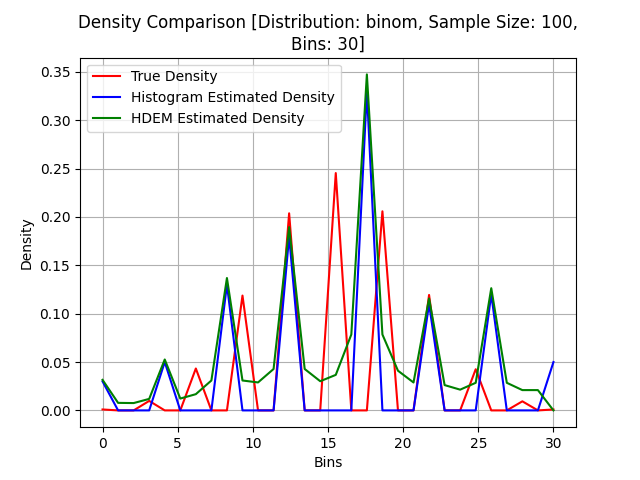 Density Comparison [Distribution: binom, Sample Size: 100,
Bins: 30]
True Density
Histogram Estimated Density
HDEM Estimated Density
0.35
0.30
0.25
0.20
0.15
0.10
0.05
0.00
Density
0 5 10 15 20 25 30
Bins